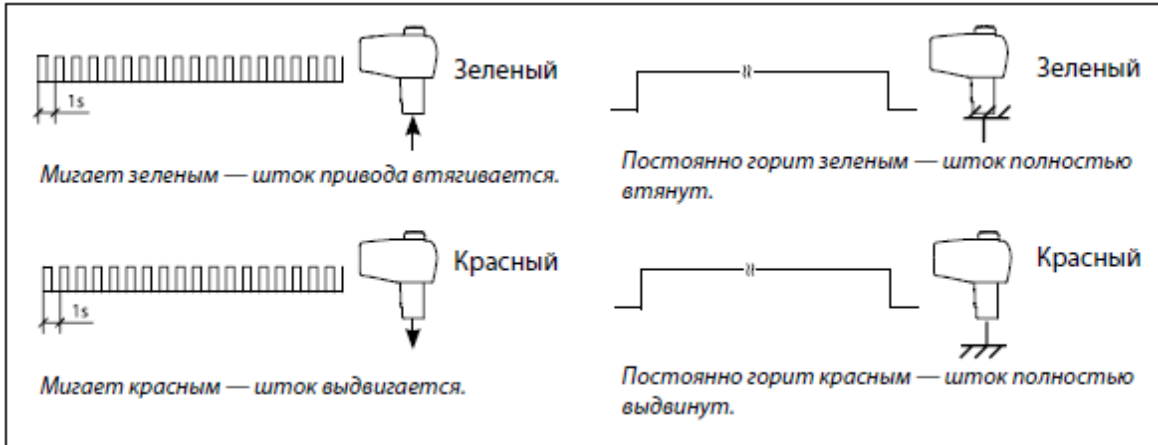 Зеленый
1s
Мигает зеленым — шток привода втягивается.
Зеленый
Постоянно горит зеленым — шток полностью
втянут.
Красный
1s
Мигает красным — шток выдвигается.
Красный
Постоянно горит красным — шток полностью
выдвинут.